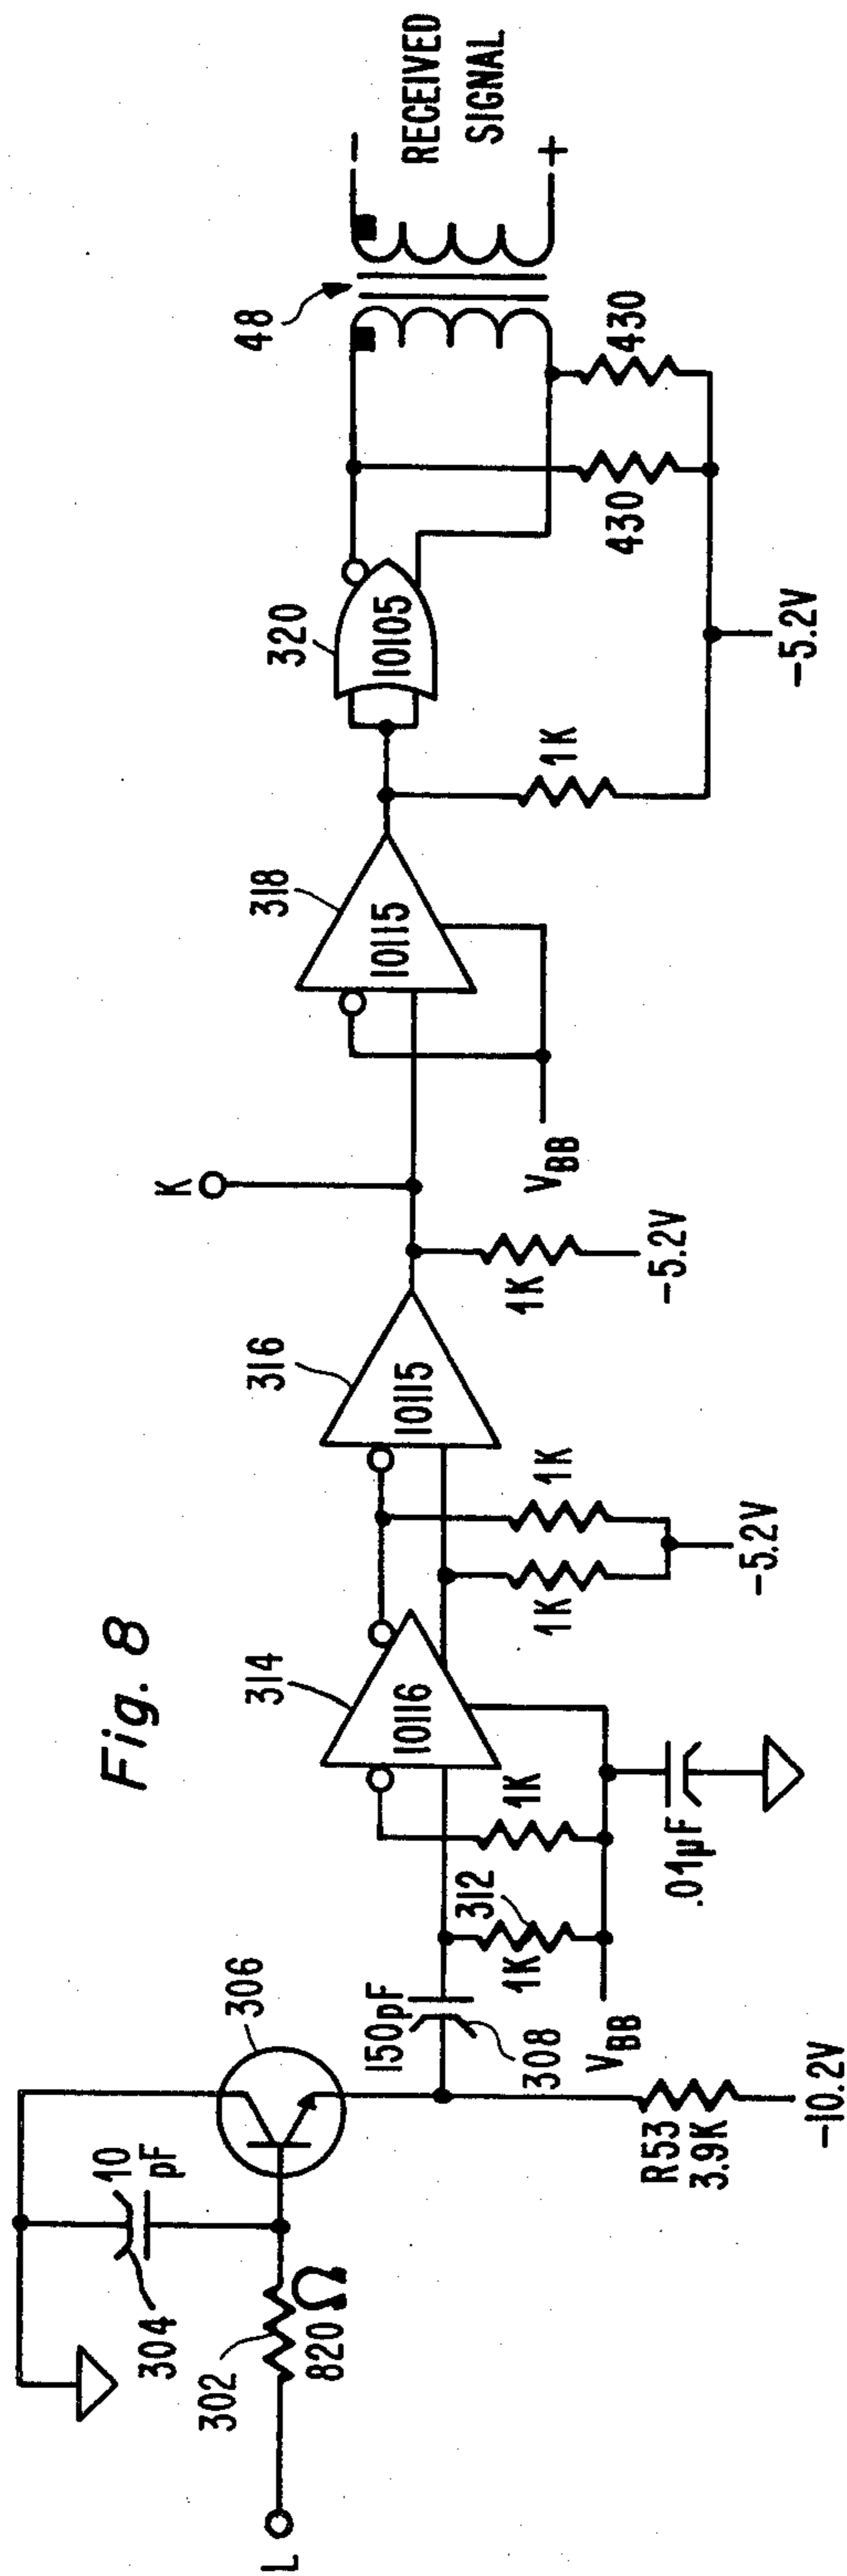 Fig. 8
L
302
820 Ω
304
10
pF
306
R53
3.9K
-10.2V
150pF
308
VBB
1K
312
1K
.01µF
314
10116
1K
1K
-5.2V
316
10115
1K
-5.2V
K
VBB
318
10115
1K
320
10105
-5.2V
430
430
48
-
RECEIVED
SIGNAL
+